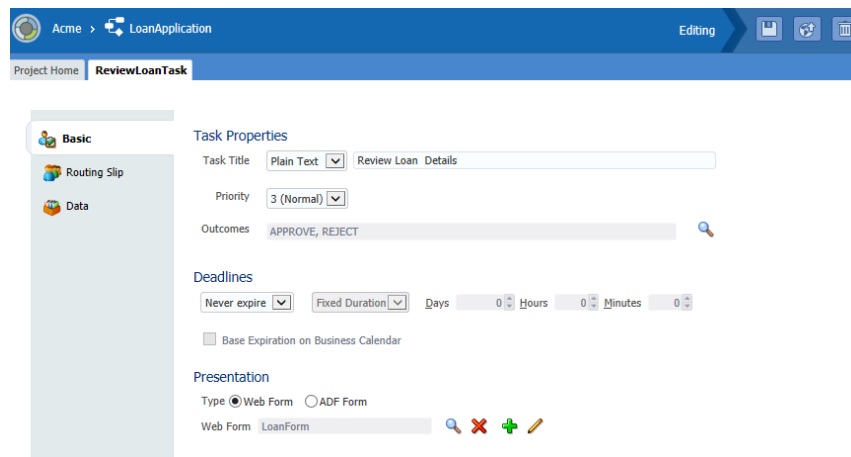 Acme > LoanApplication Editing
Project Home ReviewLoanTask
Basic
Routing Slip
Data
Task Properties
Task Title Plain Text Review Loan  Details
Priority 3 (Normal)
Outcomes APPROVE, REJECT
Deadlines
Never expire Fixed Duration Days 0 Hours 0 Minutes 0
Base Expiration on Business Calendar
Presentation
Type Web Form ADF Form
Web Form LoanForm